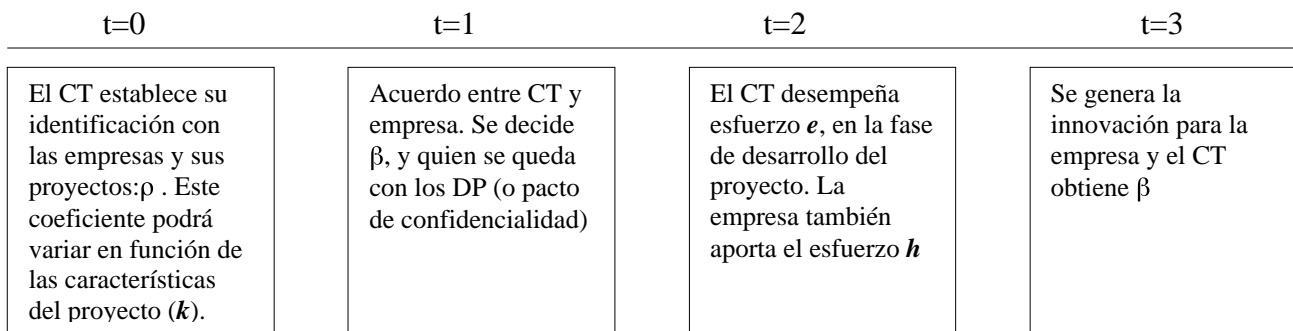 t=0
t=1
t=2
t=3
El CT establece su
identificación con
las empresas y sus
proyectos:ρ . Este
coeficiente podrá
variar en función de
las características
del proyecto (k).
Acuerdo entre CT y
empresa. Se decide
β, y quien se queda
con los DP (o pacto
de confidencialidad)
El CT desempeña
esfuerzo e, en la fase
de desarrollo del
proyecto. La
empresa también
aporta el esfuerzo h
Se genera la
innovación para la
empresa y el CT
obtiene β